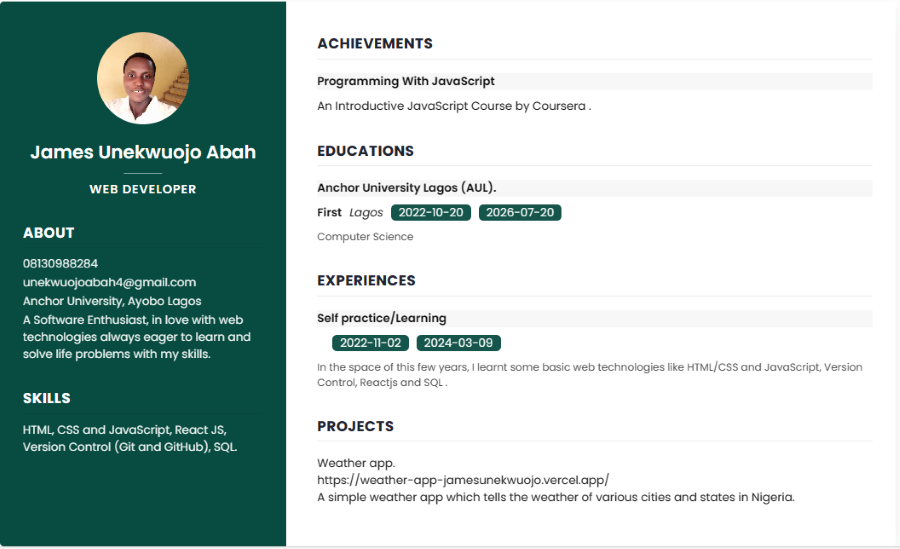 James Unekwuojo Abah
WEB DEVELOPER
ABOUT
08130988284
unekwuojoabah4@gmail.com
Anchor University, Ayobo Lagos
A Software Enthusiast, in love with web
technologies always eager to learn and
solve life problems with my skills.
SKILLS
HTML, CSS and JavaScript, React JS,
Version Control (Git and GitHub), SQL.
ACHIEVEMENTS
Programming With JavaScript
An Introductive JavaScript Course by Coursera .
EDUCATIONS
Anchor University Lagos (AUL).
First Lagos 2022-10-20 2026-07-20
Computer Science
EXPERIENCES
Self practice/Learning
2022-11-02 2024-03-09
In the space of this few years, I learnt some basic web technologies like HTML/CSS and JavaScript, Version
Control, Reactjs and SQL .
PROJECTS
Weather app.
https://weather-app-jamesunekwuojo.vercel.app/
A simple weather app which tells the weather of various cities and states in Nigeria.